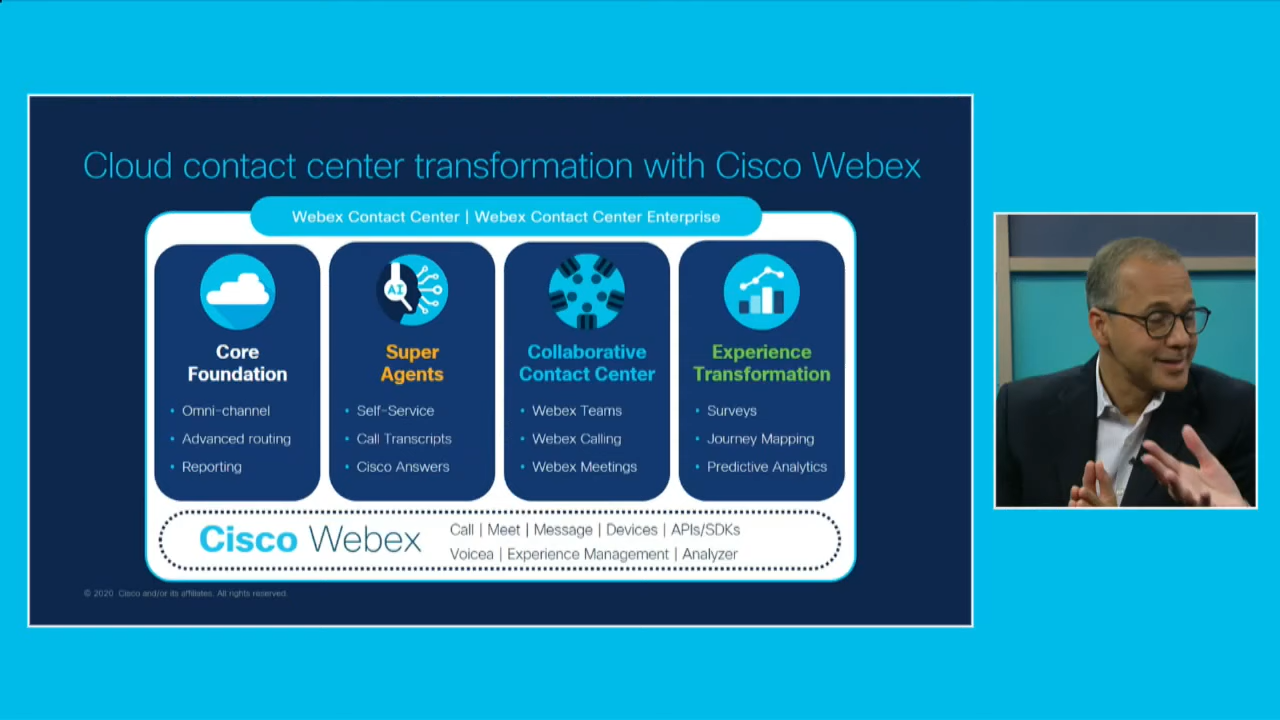 Cloud contact center transformation with Cisco Webex
Webex Contact Center | Webex Contact Center Enterprise
Core
Foundation
• Omni-channel
• Advanced routing
• Reporting
AI
Super
Agents
• Self-Service
• Call Transcripts
• Cisco Answers
Collaborative
Contact Center
• Webex Teams
• Webex Calling
• Webex Meetings
Experience
Transformation
• Surveys
• Journey Mapping
• Predictive Analytics
Cisco Webex
Call | Meet | Message | Devices | APIs/SDKs
Voicea | Experience Management | Analyzer
© 2020 Cisco and/or its affiliates. All rights reserved.